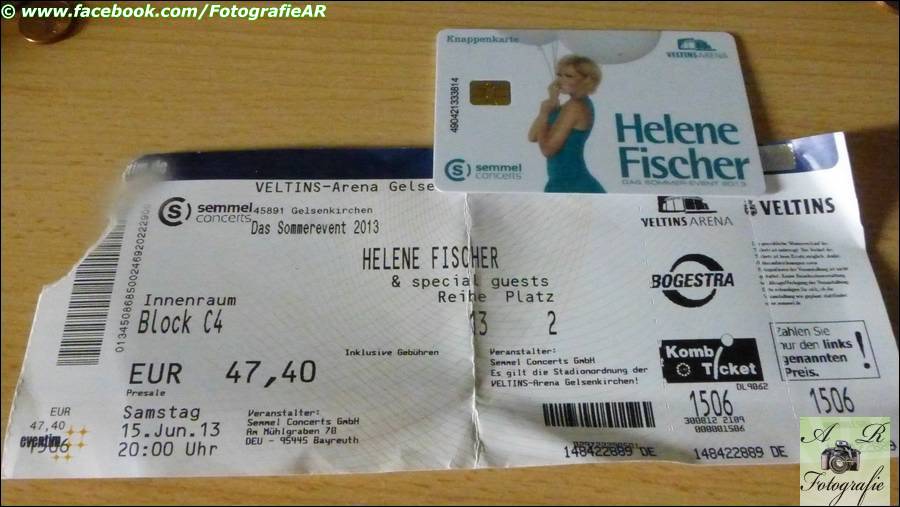 © www.facebook.com/FotografieAR
Knappenkarte
VELTINS ARENA
490421333814
Helene
Fischer
DAS SOMMER-EVENT 2013
semmel
concerts
VELTINS-Arena Gelse
semmel
concerts
45891 Gelsenkirchen
Das Sommerevent 2013
HELENE FISCHER
& special guests
Reihe Platz
13 2
Innenraum
Block C4
Inklusive Gebühren
EUR 47,40
Presale
Samstag
15.Jun.13
20:00 Uhr
Veranstalter:
Semmel Concerts GmbH
Am Mühlgraben 70
DEU - 95445 Bayreuth
EUR
47,40
eventim
1506
Veranstalter:
Semmel Concerts GmbH
Es gilt die Stadionordnung der
VELTINS-Arena Gelsenkirchen!
148422889 DE
VELTINS ARENA
VELTINS
BOGESTRA
Kombi
Ticket
DL9862
1506
300812 2109
000001506
148422889 DE
Zahlen Sie
nur den links
genannten
Preis.
1506
A R
Fotografie